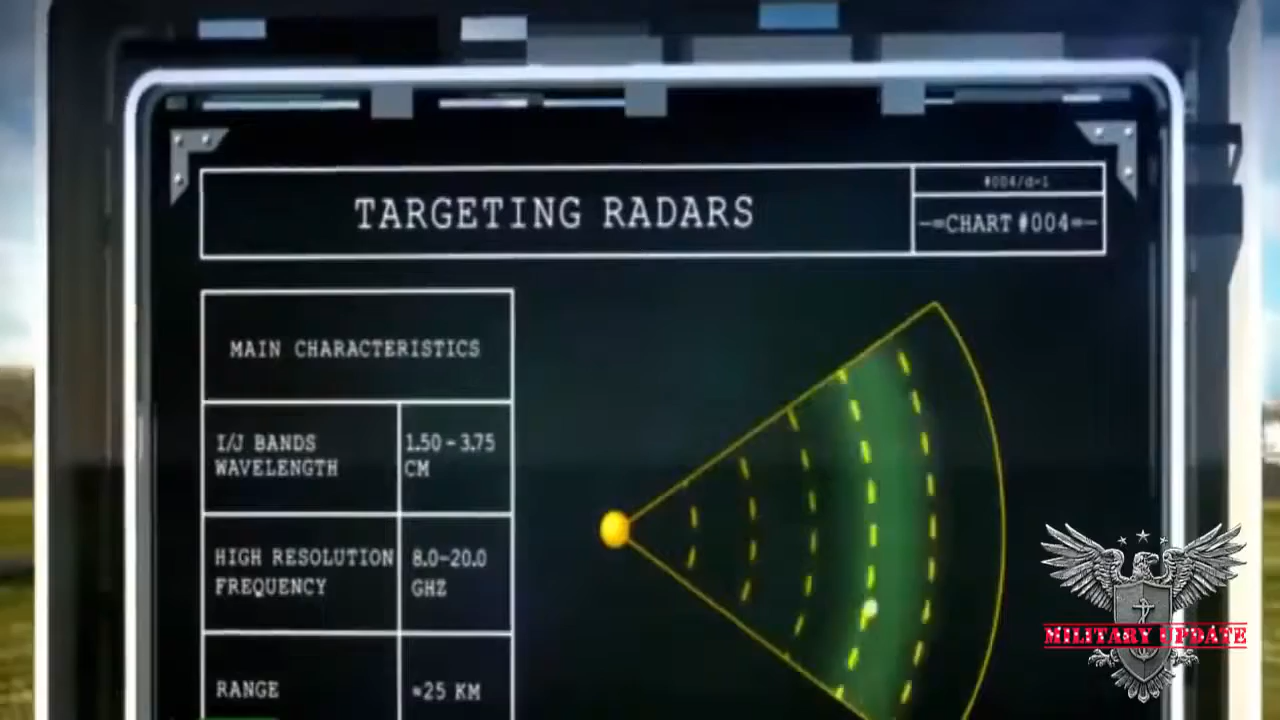 TARGETING RADARS
#004/d-1
-=CHART #004=-
MAIN CHARACTERISTICS
I/J BANDS
WAVELENGTH
1.50 - 3.75
CM
HIGH RESOLUTION
FREQUENCY
8.0-20.0
GHZ
RANGE
≈25 KM
MILITARY UPDATE